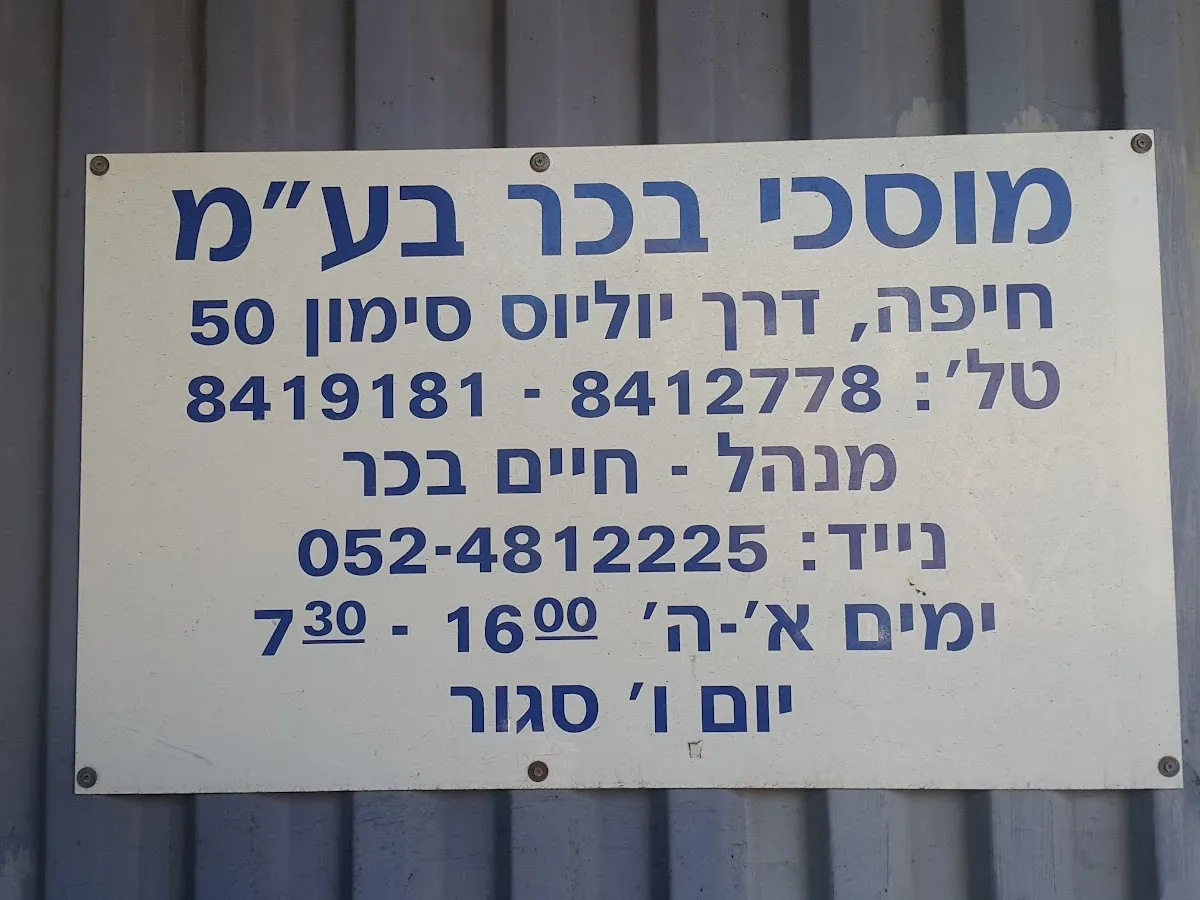 מוסכי בכר בע״מ
חיפה, דרך יוליוס סימון 50
טל׳: 8412778 - 8419181
מנהל - חיים בכר
נייד: 052-4812225
ימים א׳-ה׳ 16:00 - 7:30
יום ו׳ סגור